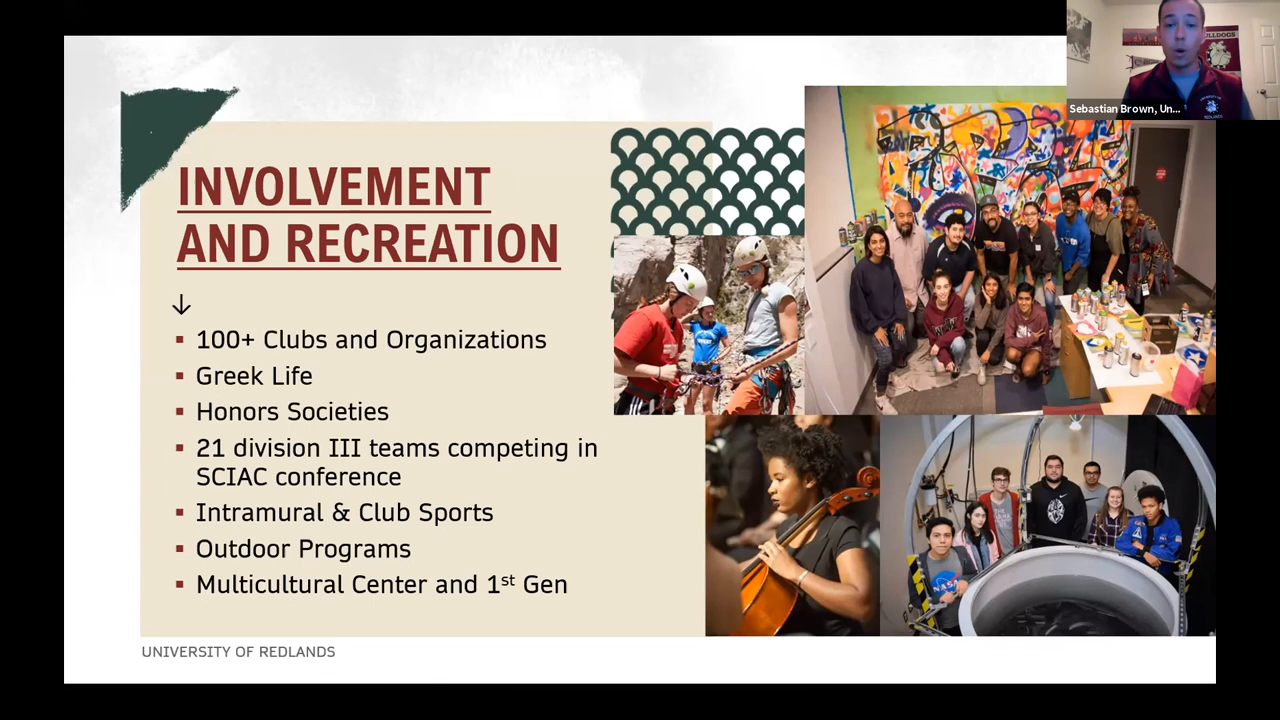 Sebastian Brown, Un...
INVOLVEMENT
AND RECREATION
100+ Clubs and Organizations
Greek Life
Honors Societies
21 division III teams competing in
SCIAC conference
Intramural & Club Sports
Outdoor Programs
Multicultural Center and 1st Gen
UNIVERSITY OF REDLANDS
NASA